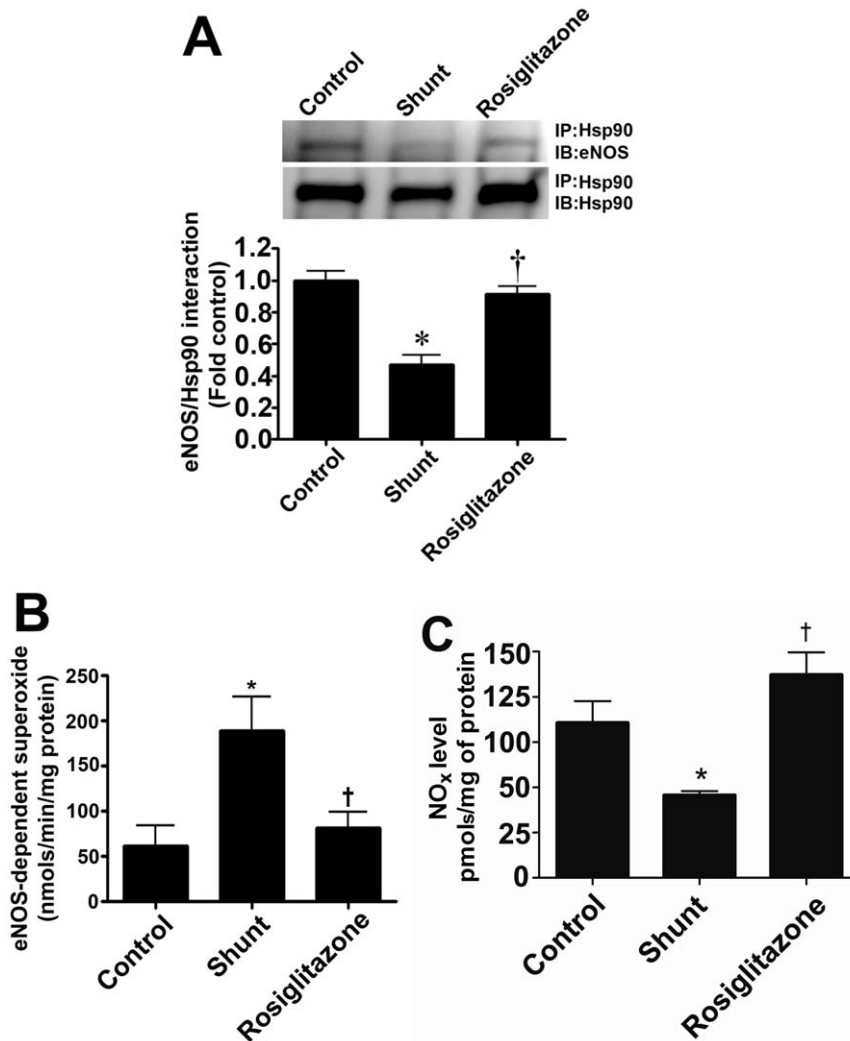 A
Control
Shunt
Rosiglitazone
IP:Hsp90
IB:eNOS
IP:Hsp90
IB:Hsp90
eNOS/Hsp90 interaction
(Fold control)
1.2
1.0
0.8
0.6
0.4
0.2
0.0
*
†
Control
Shunt
Rosiglitazone
B
eNOS-dependent superoxide
(nmols/min/mg protein)
250
200
150
100
50
0
*
†
Control
Shunt
Rosiglitazone
C
NOx level
pmols/mg of protein
150
125
100
50
25
0
*
†
Control
Shunt
Rosiglitazone